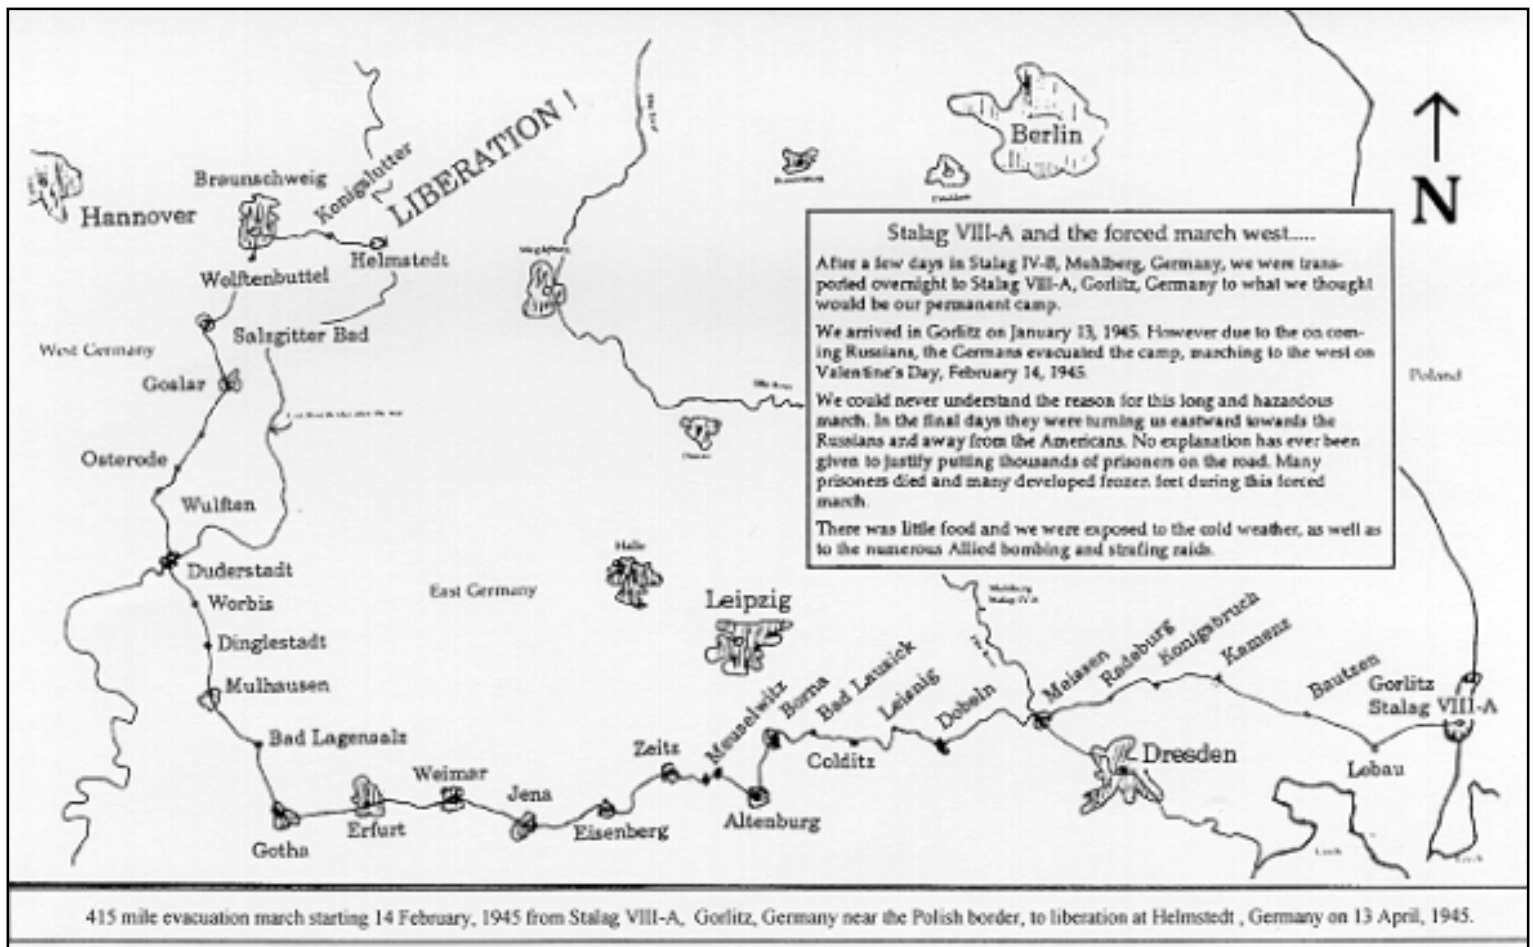 LIBERATION !
Berlin
N
Braunschweig
Konigslutter
Hannover
Helmstedt
Wolftenbuttel
Salzgitter Bad
West Germany
Goslar
Osterode
Wulften
Duderstadt
Worbis
Dinglestadt
Mulhausen
Bad Lagensalz
Gotha
Erfurt
Weimar
Jena
Eisenberg
Zeitz
Meuselwitz
Altenburg
Borna
Bad Lausick
Colditz
Leisnig
Dobeln
Meissen
Radeburg
Konigsbruch
Kamenz
Bautzen
Lobau
Gorlitz
Stalag VIII-A
Dresden
Leipzig
Halle
East Germany
Poland
Muhlberg
Stalag IV-B
Stalag VIII-A and the forced march west.....
After a few days in Stalag IV-B, Muhlberg, Germany, we were trans-
ported overnight to Stalag VIII-A, Gorlitz, Germany to what we thought
would be our permanent camp.
We arrived in Gorlitz on January 13, 1945. However due to the on com-
ing Russians, the Germans evacuated the camp, marching to the west on
Valentine's Day, February 14, 1945.
We could never understand the reason for this long and hazardous
march. In the final days they were turning us eastward towards the
Russians and away from the Americans. No explanation has ever been
given to justify putting thousands of prisoners on the road. Many
prisoners died and many developed frozen feet during this forced
march.
There was little food and we were exposed to the cold weather, as well as
to the numerous Allied bombing and strafing raids.
415 mile evacuation march starting 14 February, 1945 from Stalag VIII-A, Gorlitz, Germany near the Polish border, to liberation at Helmstedt , Germany on 13 April, 1945.